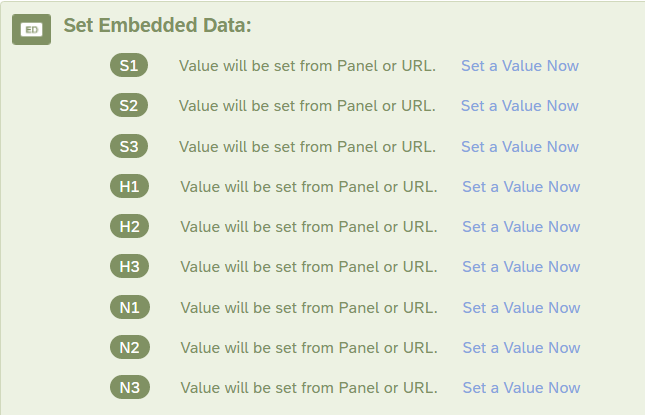 ED Set Embedded Data:
S1 Value will be set from Panel or URL. Set a Value Now
S2 Value will be set from Panel or URL. Set a Value Now
S3 Value will be set from Panel or URL. Set a Value Now
H1 Value will be set from Panel or URL. Set a Value Now
H2 Value will be set from Panel or URL. Set a Value Now
H3 Value will be set from Panel or URL. Set a Value Now
N1 Value will be set from Panel or URL. Set a Value Now
N2 Value will be set from Panel or URL. Set a Value Now
N3 Value will be set from Panel or URL. Set a Value Now